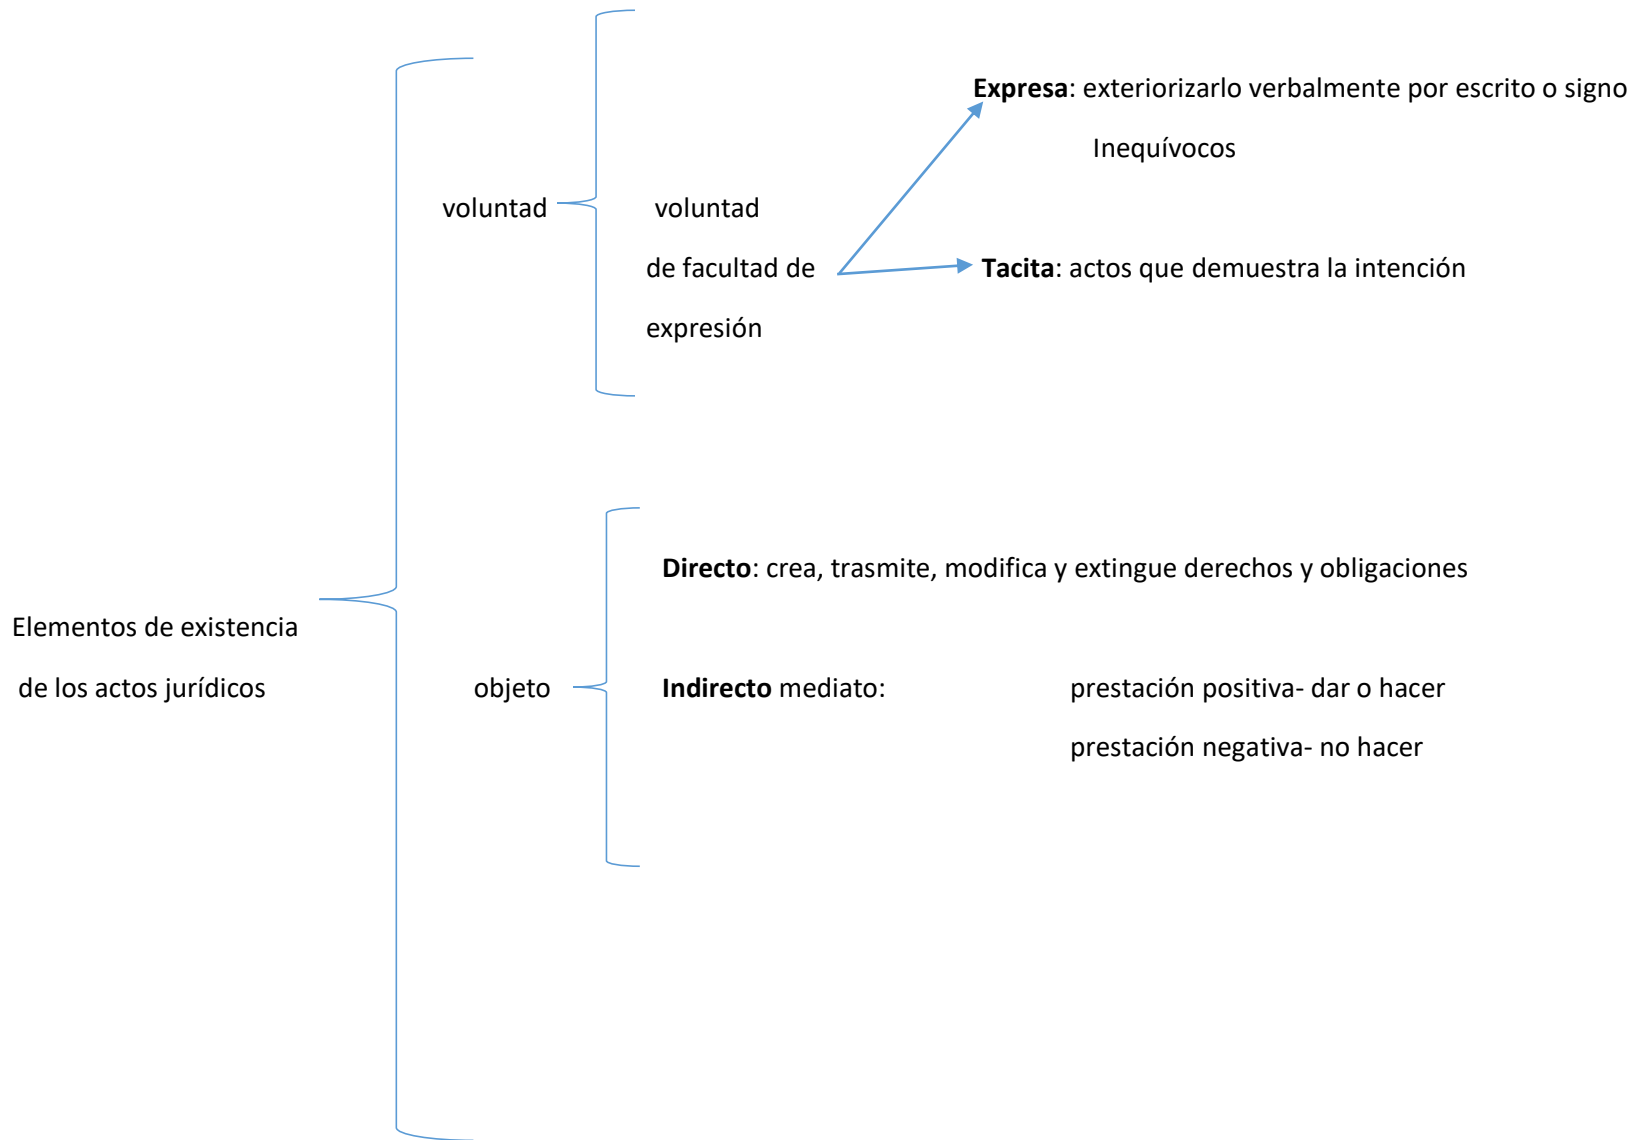 Expresa: exteriorizarlo verbalmente por escrito o signo
Inequívocos
voluntad
voluntad
de facultad de
expresión
Tacita: actos que demuestra la intención
Directo: crea, trasmite, modifica y extingue derechos y obligaciones
Elementos de existencia
de los actos jurídicos
objeto
Indirecto mediato:
prestación positiva- dar o hacer
prestación negativa- no hacer